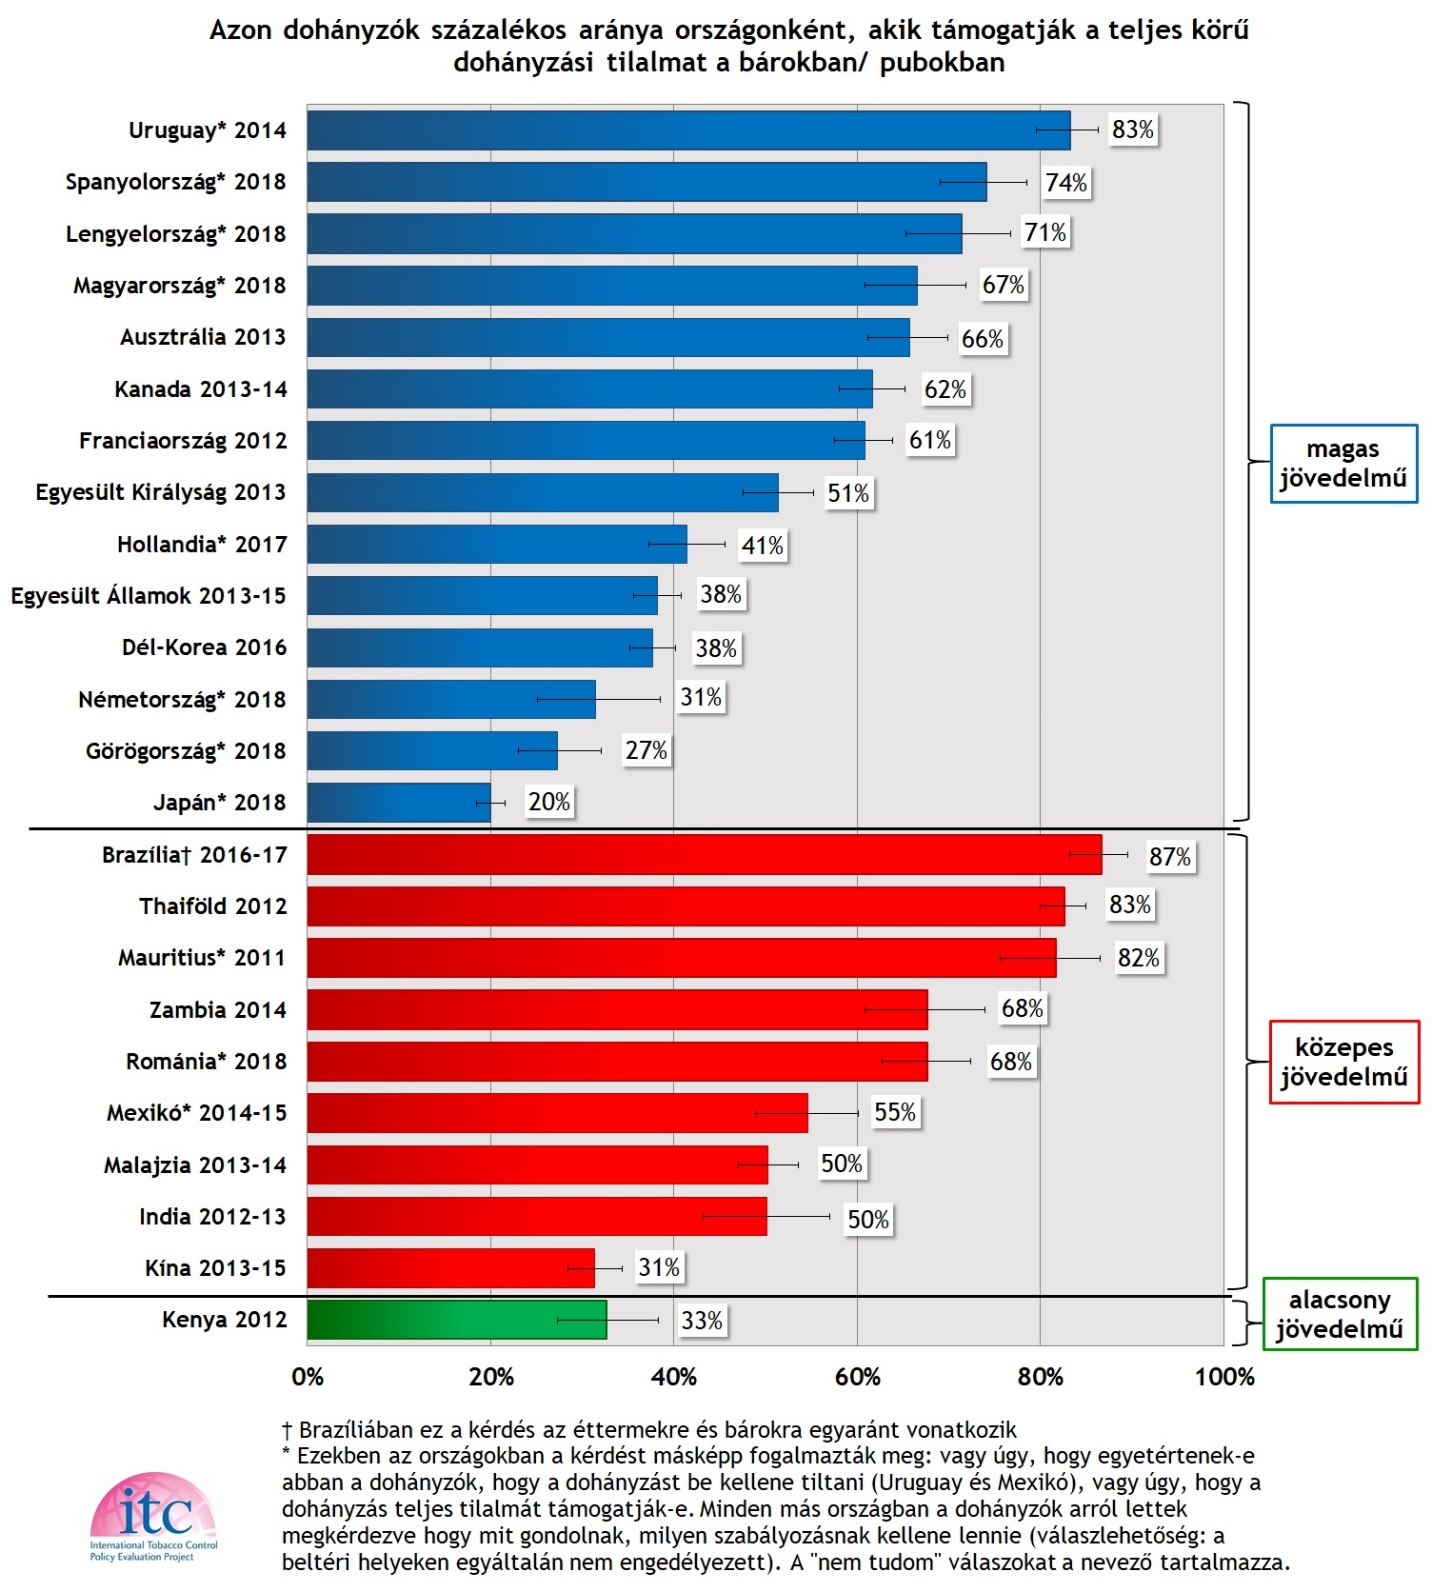 Azon dohányzók százalékos aránya országonként, akik támogatják a teljes körű
dohányzási tilalmat a bárokban/ pubokban
Uruguay* 2014 83%
Spanyolország* 2018 74%
Lengyelország* 2018 71%
Magyarország* 2018 67%
Ausztrália 2013 66%
Kanada 2013-14 62%
Franciaország 2012 61%
magas
jövedelmű
Egyesült Királyság 2013 51%
Hollandia* 2017 41%
Egyesült Államok 2013-15 38%
Dél-Korea 2016 38%
Németország* 2018 31%
Görögország* 2018 27%
Japán* 2018 20%
Brazília† 2016-17 87%
Thaiföld 2012 83%
Mauritius* 2011 82%
Zambia 2014 68%
Románia* 2018 68%
közepes
jövedelmű
Mexikó* 2014-15 55%
Malajzia 2013-14 50%
India 2012-13 50%
Kína 2013-15 31%
Kenya 2012 33%
alacsony
jövedelmű
0% 20% 40% 60% 80% 100%
† Brazíliában ez a kérdés az éttermekre és bárokra egyaránt vonatkozik
* Ezekben az országokban a kérdést másképp fogalmazták meg: vagy úgy, hogy egyetértenek-e
abban a dohányzók, hogy a dohányzást be kellene tiltani (Uruguay és Mexikó), vagy úgy, hogy a
dohányzás teljes tilalmát támogatják-e. Minden más országban a dohányzók arról lettek
megkérdezve hogy mit gondolnak, milyen szabályozásnak kellene lennie (válaszlehetőség: a
beltéri helyeken egyáltalán nem engedélyezett). A "nem tudom" válaszokat a nevező tartalmazza.
itc
International Tobacco Control
Policy Evaluation Project